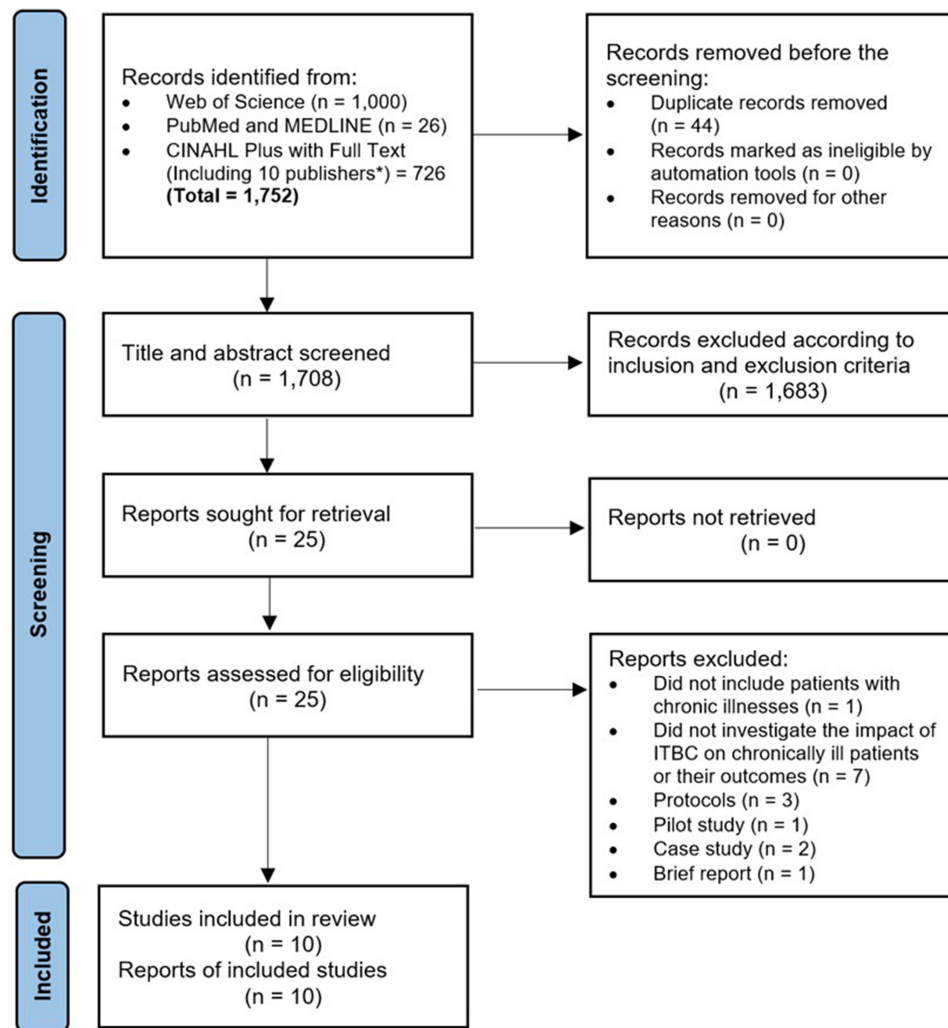 Identification
Records identified from:
• Web of Science (n = 1,000)
• PubMed and MEDLINE (n = 26)
• CINAHL Plus with Full Text
(Including 10 publishers*) = 726
(Total = 1,752)
Records removed before the
screening:
• Duplicate records removed
(n = 44)
• Records marked as ineligible by
automation tools (n = 0)
• Records removed for other
reasons (n = 0)
Screening
Title and abstract screened
(n = 1,708)
Records excluded according to
inclusion and exclusion criteria
(n = 1,683)
Reports sought for retrieval
(n = 25)
Reports not retrieved
(n = 0)
Reports assessed for eligibility
(n = 25)
Reports excluded:
• Did not include patients with
chronic illnesses (n = 1)
• Did not investigate the impact of
ITBC on chronically ill patients
or their outcomes (n = 7)
• Protocols (n = 3)
• Pilot study (n = 1)
• Case study (n = 2)
• Brief report (n = 1)
Included
Studies included in review
(n = 10)
Reports of included studies
(n = 10)